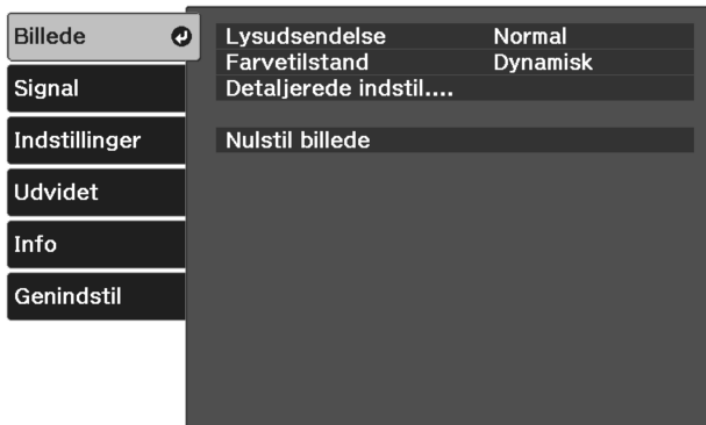 Billede
Signal
Indstillinger
Udvidet
Info
Genindstil
Lysudsendelse Normal
Farvetilstand Dynamisk
Detaljerede indstil....
Nulstil billede